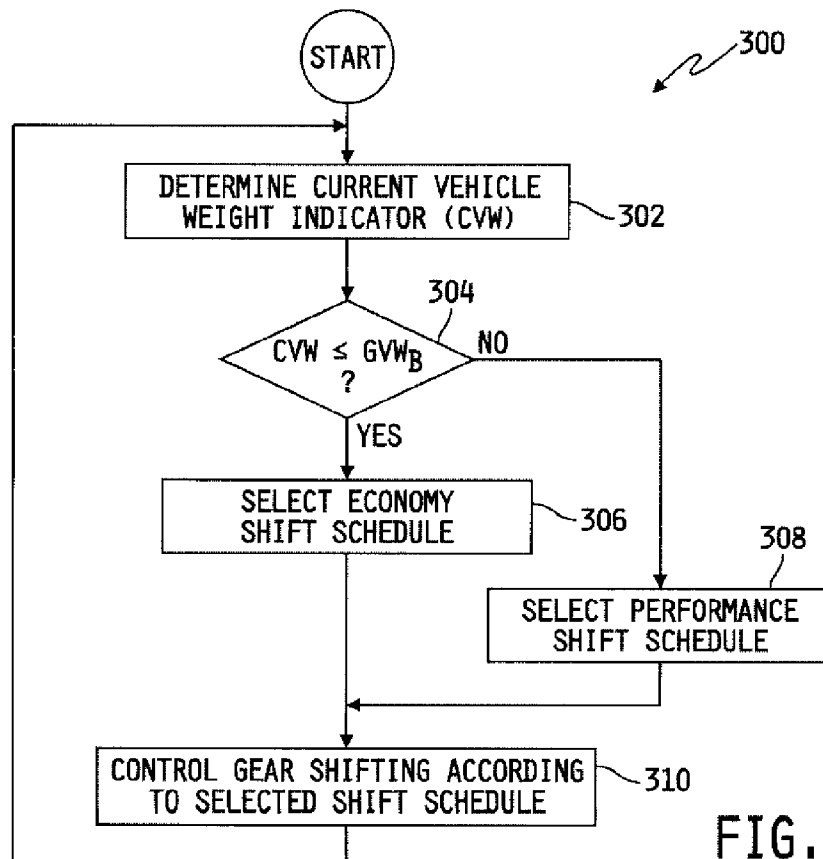 START
300
DETERMINE CURRENT VEHICLE
WEIGHT INDICATOR (CVW)
302
304
CVW ≤ GVWB
?
NO
YES
SELECT ECONOMY
SHIFT SCHEDULE
306
308
SELECT PERFORMANCE
SHIFT SCHEDULE
CONTROL GEAR SHIFTING ACCORDING
TO SELECTED SHIFT SCHEDULE
310
FIG.